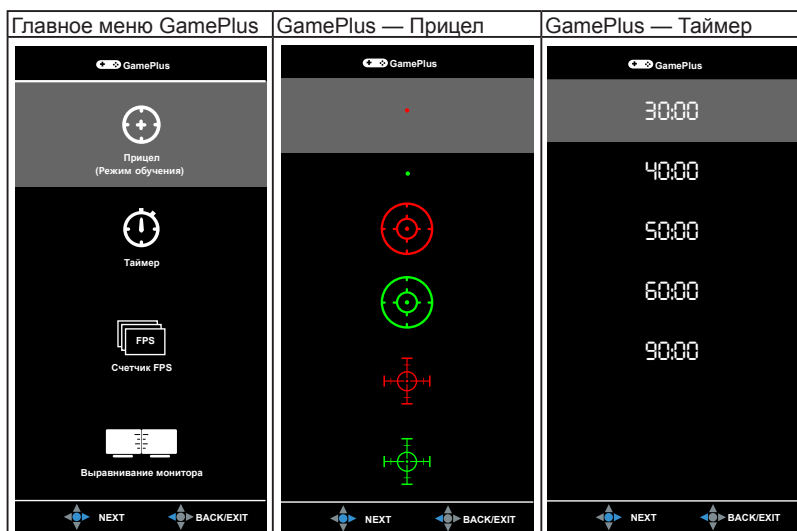 Главное меню GamePlus
GamePlus — Прицел
GamePlus — Таймер
GamePlus
Прицел
(Режим обучения)
Таймер
FPS
Счетчик FPS
Выравнивание монитора
NEXT BACK/EXIT
GamePlus
NEXT BACK/EXIT
GamePlus
30:00
40:00
50:00
60:00
90:00
NEXT BACK/EXIT